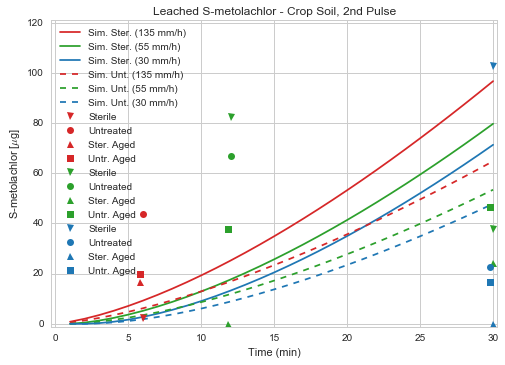 Leached S-metolachlor - Crop Soil, 2nd Pulse
120
100
80
60
40
20
0
S-metolachlor [μg]
Sim. Ster. (135 mm/h)
Sim. Ster. (55 mm/h)
Sim. Ster. (30 mm/h)
Sim. Unt. (135 mm/h)
Sim. Unt. (55 mm/h)
Sim. Unt. (30 mm/h)
Sterile
Untreated
Ster. Aged
Untr. Aged
Sterile
Untreated
Ster. Aged
Untr. Aged
Sterile
Untreated
Ster. Aged
Untr. Aged
0 5 10 15 20 25 30
Time (min)